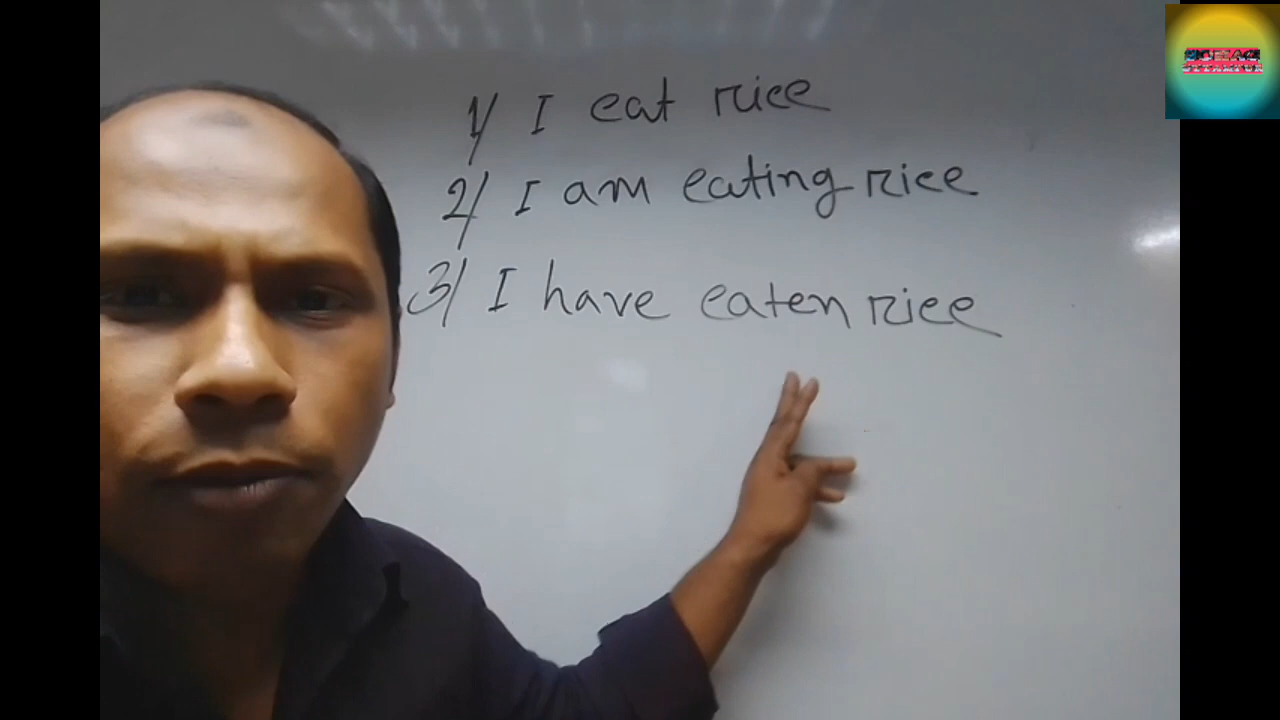 1/ I eat rice
2/ I am eating rice
3/ I have eaten rice